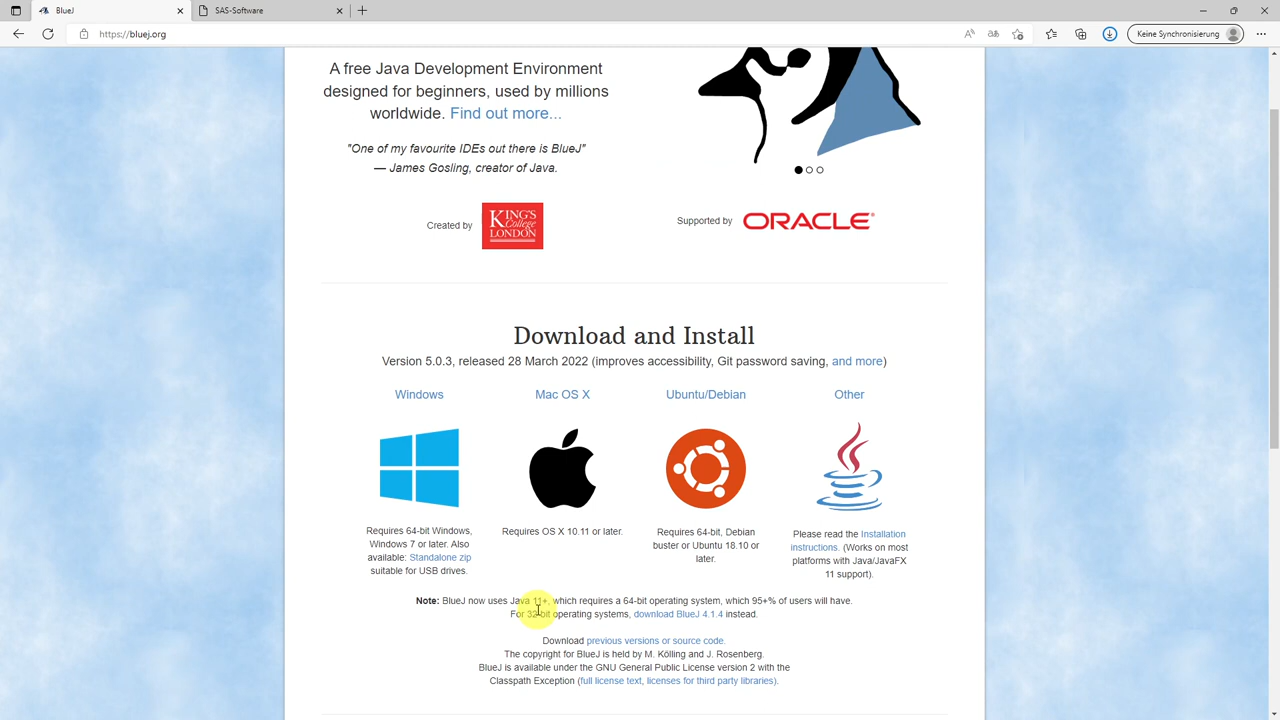 BlueJ
SAS-Software
https://bluej.org
Keine Synchronisierung
A free Java Development Environment
designed for beginners, used by millions
worldwide. Find out more...
"One of my favourite IDEs out there is BlueJ"
— James Gosling, creator of Java.
Created by
KING'S
College
LONDON
Supported by
ORACLE
Download and Install
Version 5.0.3, released 28 March 2022 (improves accessibility, Git password saving, and more)
Windows
Mac OS X
Ubuntu/Debian
Other
Requires 64-bit Windows,
Windows 7 or later. Also
available: Standalone zip
suitable for USB drives.
Requires OS X 10.11 or later.
Requires 64-bit, Debian
buster or Ubuntu 18.10 or
later.
Please read the Installation
instructions. (Works on most
platforms with Java/JavaFX
11 support).
Note: BlueJ now uses Java 11+, which requires a 64-bit operating system, which 95+% of users will have.
For 32-bit operating systems, download BlueJ 4.1.4 instead.
Download previous versions or source code.
The copyright for BlueJ is held by M. Kölling and J. Rosenberg.
BlueJ is available under the GNU General Public License version 2 with the
Classpath Exception (full license text, licenses for third party libraries).